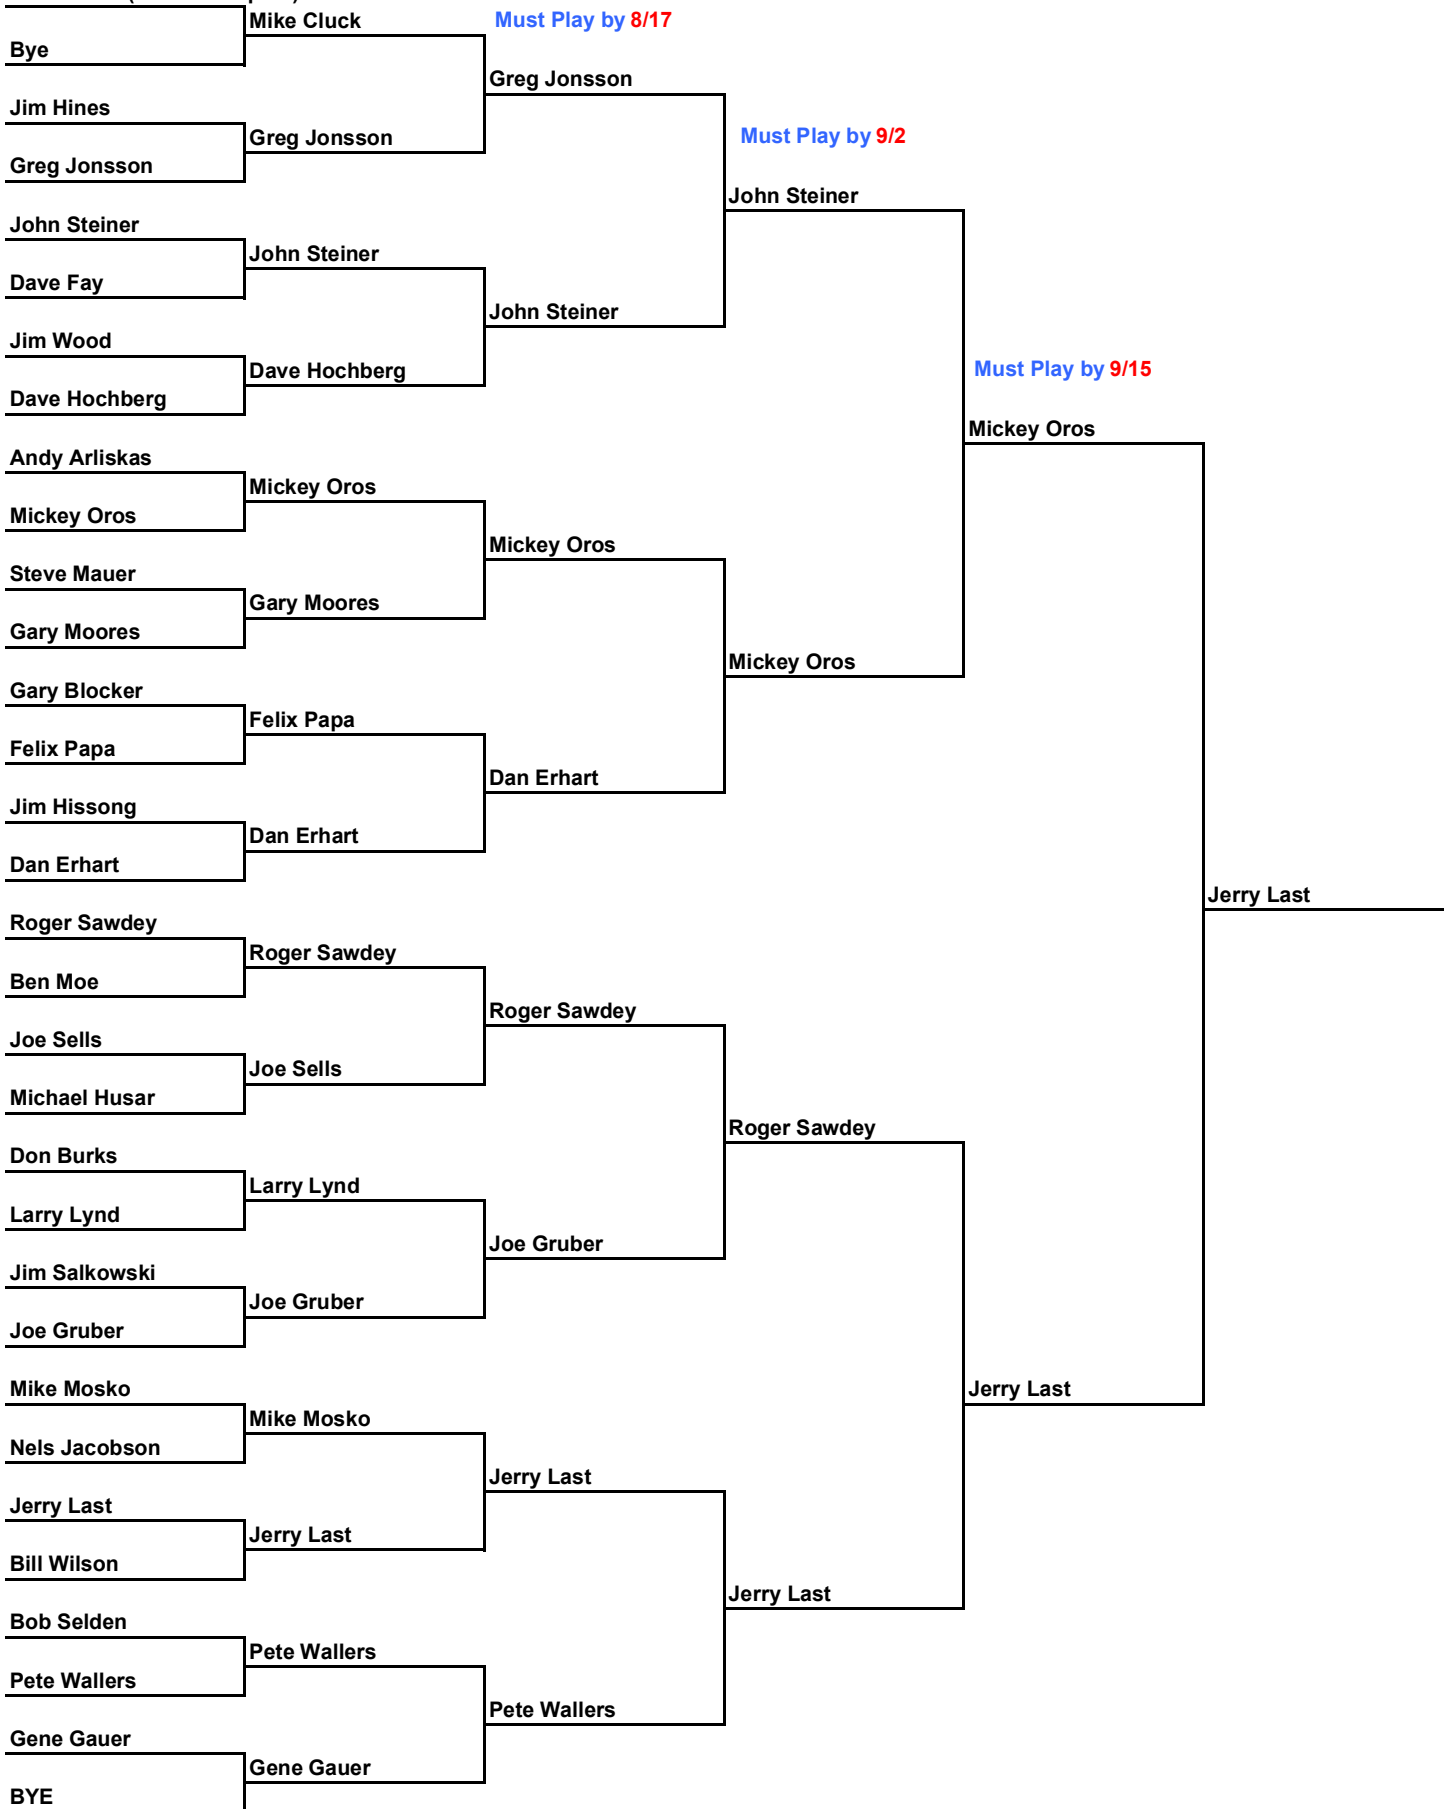 Mike Cluck
Must Play by 8/17
Bye
Greg Jonsson
Jim Hines
Greg Jonsson
Must Play by 9/2
Greg Jonsson
John Steiner
John Steiner
John Steiner
Dave Fay
John Steiner
Jim Wood
Dave Hochberg
Must Play by 9/15
Dave Hochberg
Mickey Oros
Andy Arliskas
Mickey Oros
Mickey Oros
Mickey Oros
Steve Mauer
Gary Moores
Gary Moores
Mickey Oros
Gary Blocker
Felix Papa
Felix Papa
Dan Erhart
Jim Hissong
Dan Erhart
Dan Erhart
Jerry Last
Roger Sawdey
Roger Sawdey
Ben Moe
Roger Sawdey
Joe Sells
Joe Sells
Michael Husar
Roger Sawdey
Don Burks
Larry Lynd
Larry Lynd
Joe Gruber
Jim Salkowski
Joe Gruber
Joe Gruber
Mike Mosko
Jerry Last
Mike Mosko
Nels Jacobson
Jerry Last
Jerry Last
Jerry Last
Bill Wilson
Jerry Last
Bob Selden
Pete Wallers
Pete Wallers
Pete Wallers
Gene Gauer
Gene Gauer
BYE